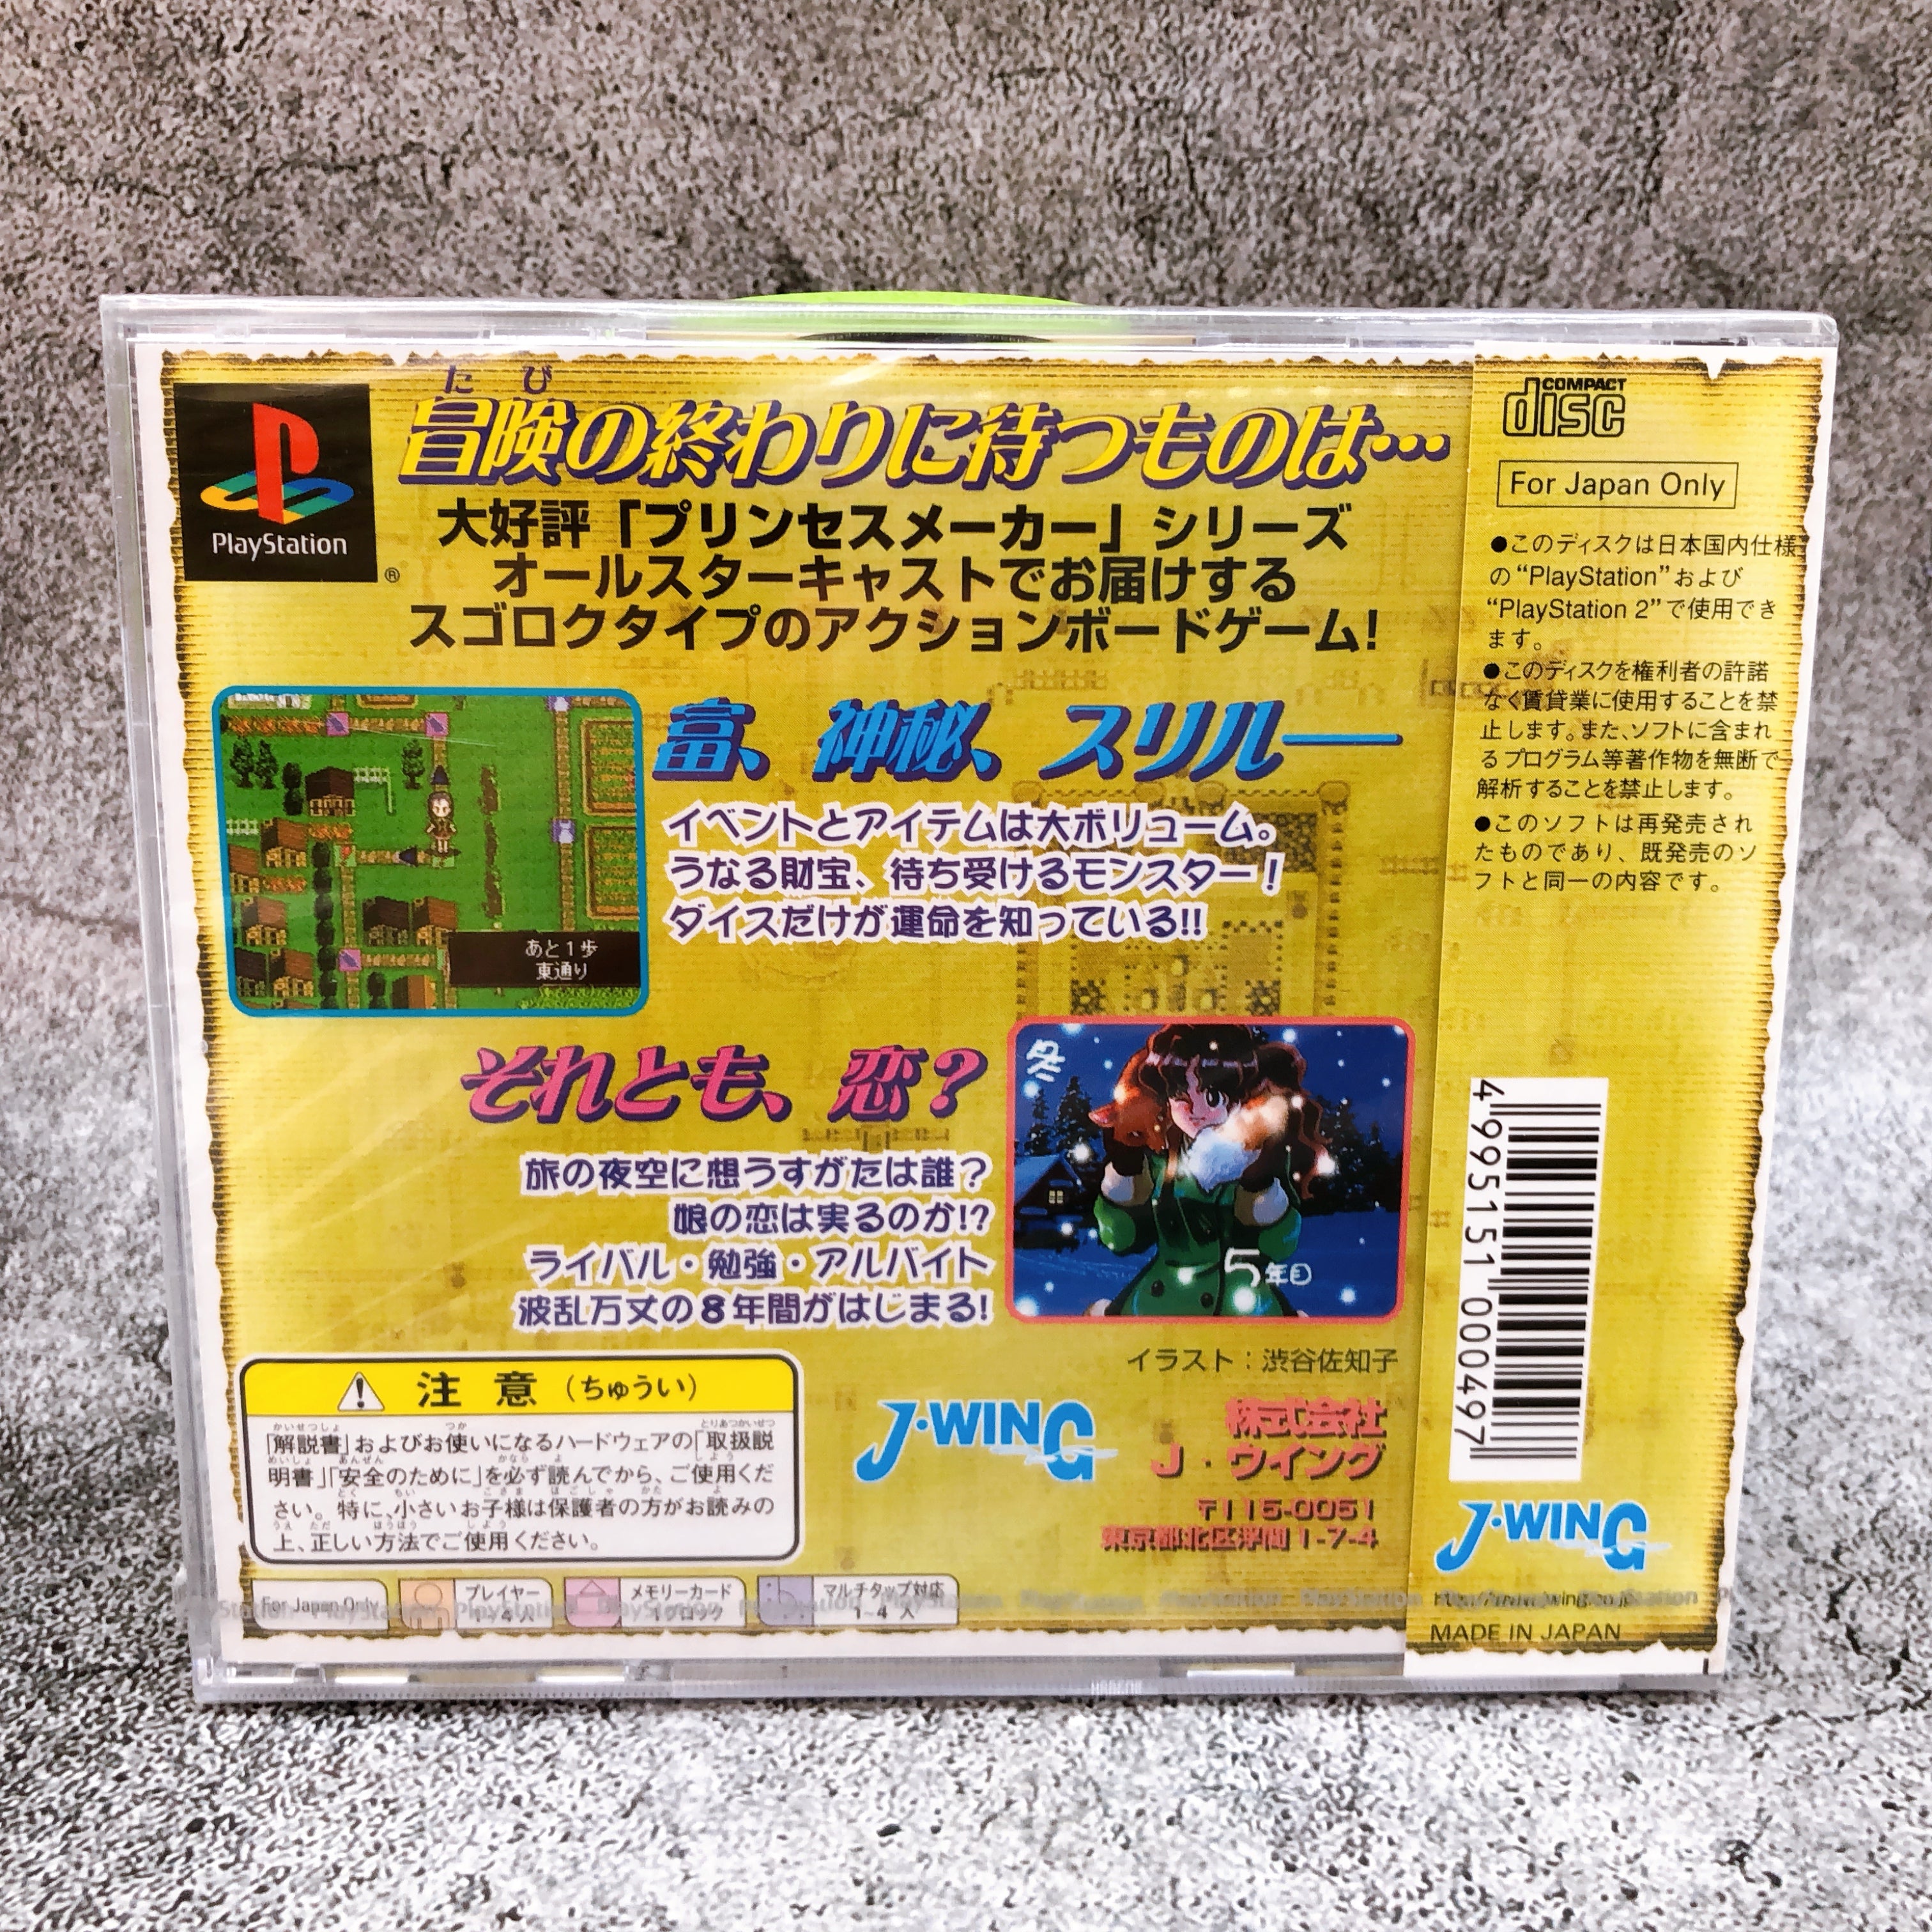 たび
冒険の終わりに待つものは…
大好評「プリンセスメーカー」シリーズ
オールスターキャストでお届けする
スゴロクタイプのアクションボードゲーム!
PlayStation
®
富、神秘、スリル——
イベントとアイテムは大ボリューム。
うなる財宝、待ち受けるモンスター!
ダイスだけが運命を知っている!!
あと1歩
東通り
それとも、恋?
旅の夜空に想うすがたは誰?
娘の恋は実るのか!?
ライバル・勉強・アルバイト
波乱万丈の8年間がはじまる!
冬
5年目
イラスト:渋谷佐知子
注意(ちゅうい)
「解説書」およびお使いになるハードウェアの「取扱説
明書」「安全のために」を必ず読んでから、ご使用くだ
さい。特に、小さいお子様は保護者の方がお読みの
上、正しい方法でご使用ください。
J・WING
株式会社
J・ウイング
〒115-0051
東京都北区浮間1-7-4
For Japan Only
プレイヤー
メモリーカード
1ブロック
マルチタップ対応
1~4人
COMPACT
disc
For Japan Only
●このディスクは日本国内仕様
の“PlayStation”および
“PlayStation 2”で使用でき
ます。
●このディスクを権利者の許諾
なく賃貸業に使用することを禁
止します。また、ソフトに含まれ
るプログラム等著作物を無断で
解析することを禁止します。
●このソフトは再発売され
たものであり、既発売のソ
フトと同一の内容です。
4 995151 000497
J・WING
MADE IN JAPAN